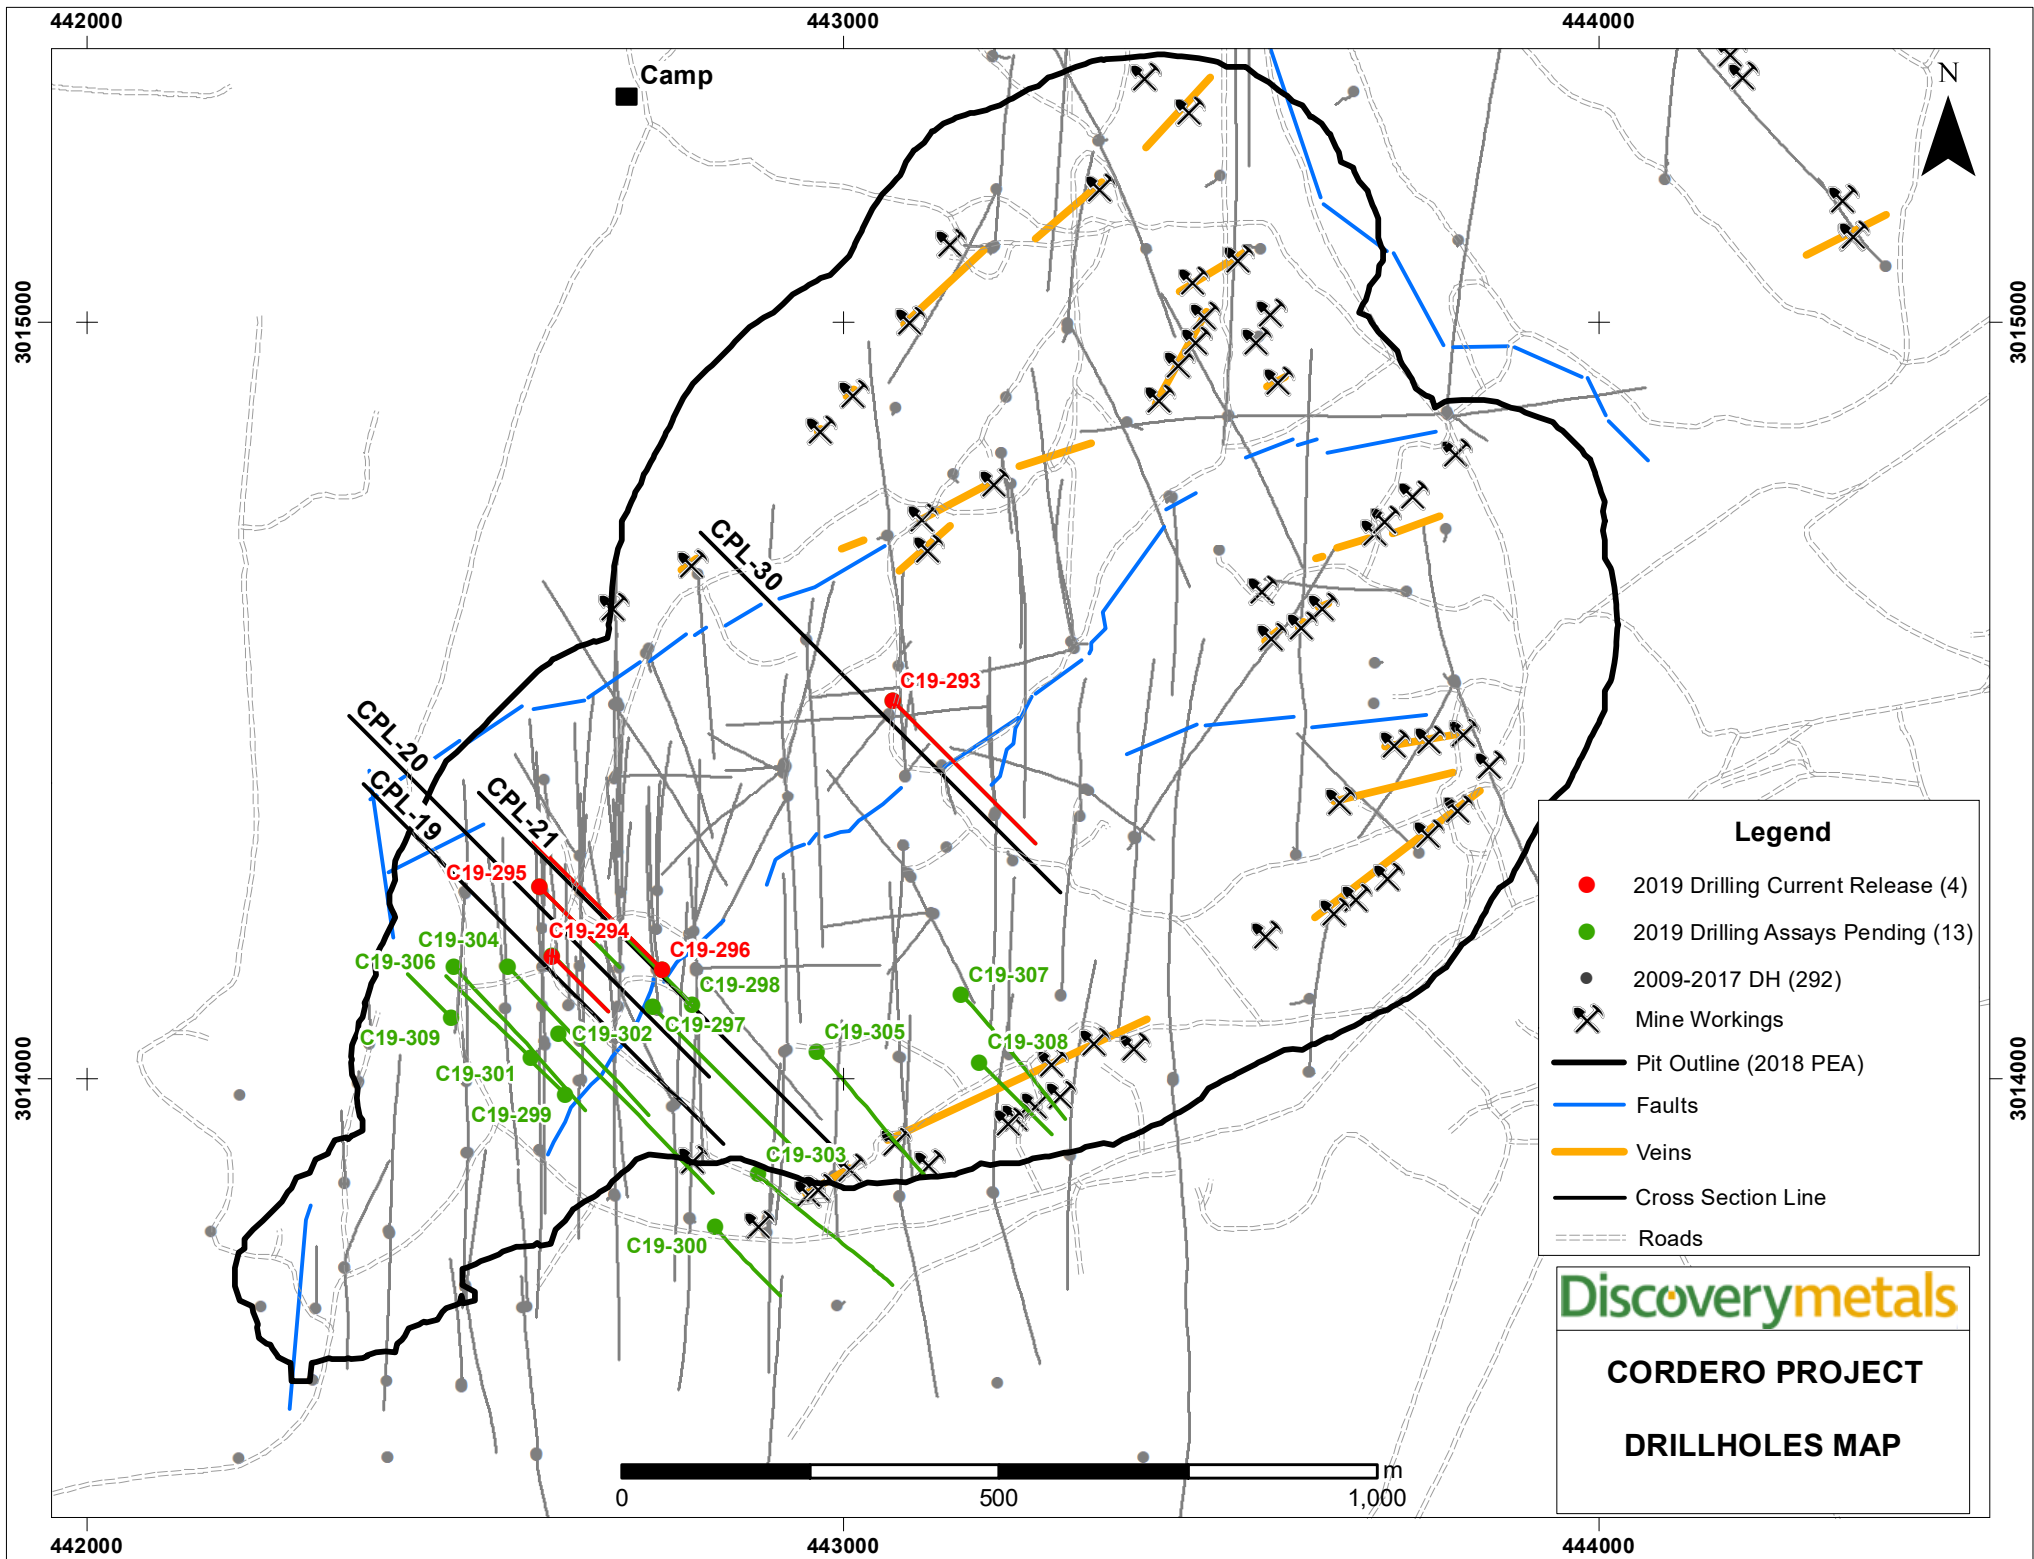 442000
443000
444000
Camp
N
3015000
3015000
CPL-30
C19-293
CPL-20
CPL-19
CPL-21
C19-295
C19-294
C19-304
C19-296
C19-306
C19-298
C19-307
C19-309
C19-302
C19-297
C19-305
C19-308
C19-301
C19-299
C19-303
C19-300
3014000
3014000
Legend
2019 Drilling Current Release (4)
2019 Drilling Assays Pending (13)
2009-2017 DH (292)
Mine Workings
Pit Outline (2018 PEA)
Faults
Veins
Cross Section Line
Roads
Discoverymetals
CORDERO PROJECT
DRILLHOLES MAP
m
0
500
1,000
442000
443000
444000